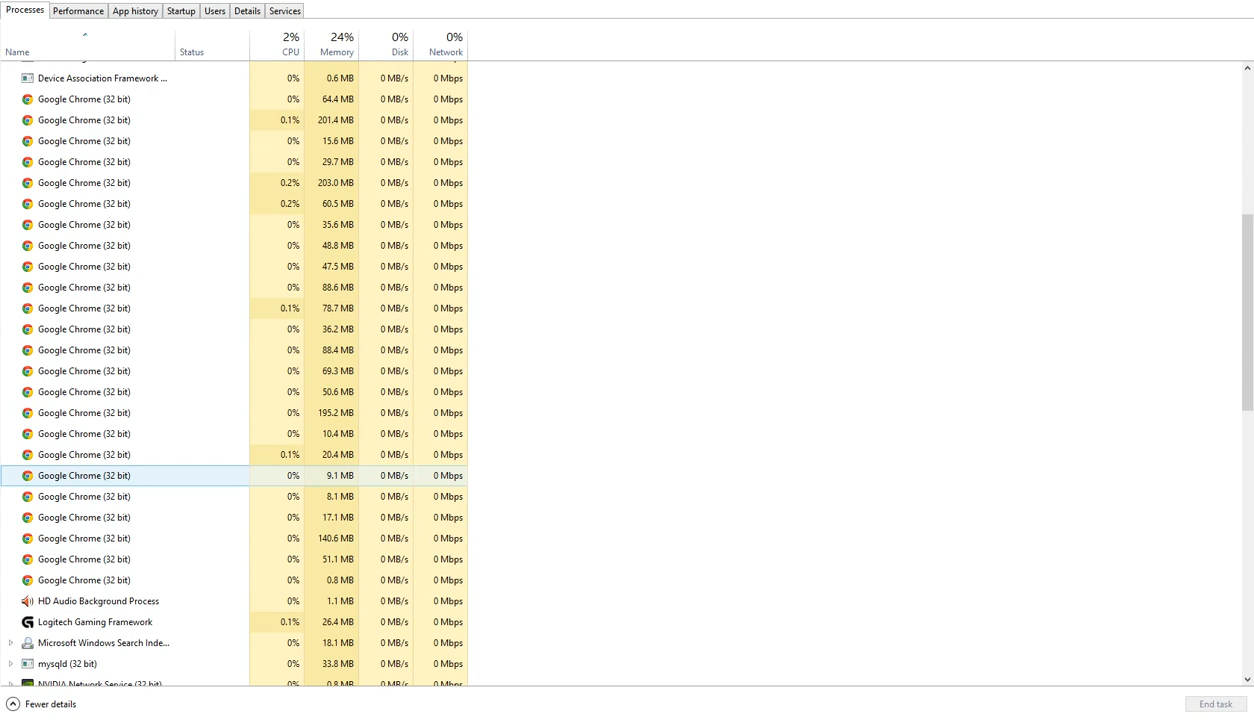 Processes Performance App history Startup Users Details Services
2% 24% 0% 0%
Name Status CPU Memory Disk Network
Device Association Framework ... 0% 0.6 MB 0 MB/s 0 Mbps
Google Chrome (32 bit) 0% 64.4 MB 0 MB/s 0 Mbps
Google Chrome (32 bit) 0.1% 201.4 MB 0 MB/s 0 Mbps
Google Chrome (32 bit) 0% 15.6 MB 0 MB/s 0 Mbps
Google Chrome (32 bit) 0% 29.7 MB 0 MB/s 0 Mbps
Google Chrome (32 bit) 0.2% 203.0 MB 0 MB/s 0 Mbps
Google Chrome (32 bit) 0.2% 60.5 MB 0 MB/s 0 Mbps
Google Chrome (32 bit) 0% 35.6 MB 0 MB/s 0 Mbps
Google Chrome (32 bit) 0% 48.8 MB 0 MB/s 0 Mbps
Google Chrome (32 bit) 0% 47.5 MB 0 MB/s 0 Mbps
Google Chrome (32 bit) 0% 88.6 MB 0 MB/s 0 Mbps
Google Chrome (32 bit) 0.1% 78.7 MB 0 MB/s 0 Mbps
Google Chrome (32 bit) 0% 36.2 MB 0 MB/s 0 Mbps
Google Chrome (32 bit) 0% 88.4 MB 0 MB/s 0 Mbps
Google Chrome (32 bit) 0% 69.3 MB 0 MB/s 0 Mbps
Google Chrome (32 bit) 0% 50.6 MB 0 MB/s 0 Mbps
Google Chrome (32 bit) 0% 195.2 MB 0 MB/s 0 Mbps
Google Chrome (32 bit) 0% 10.4 MB 0 MB/s 0 Mbps
Google Chrome (32 bit) 0.1% 20.4 MB 0 MB/s 0 Mbps
Google Chrome (32 bit) 0% 9.1 MB 0 MB/s 0 Mbps
Google Chrome (32 bit) 0% 8.1 MB 0 MB/s 0 Mbps
Google Chrome (32 bit) 0% 17.1 MB 0 MB/s 0 Mbps
Google Chrome (32 bit) 0% 140.6 MB 0 MB/s 0 Mbps
Google Chrome (32 bit) 0% 51.1 MB 0 MB/s 0 Mbps
Google Chrome (32 bit) 0% 0.8 MB 0 MB/s 0 Mbps
HD Audio Background Process 0% 1.1 MB 0 MB/s 0 Mbps
Logitech Gaming Framework 0.1% 26.4 MB 0 MB/s 0 Mbps
Microsoft Windows Search Inde... 0% 18.1 MB 0 MB/s 0 Mbps
mysqld (32 bit) 0% 33.8 MB 0 MB/s 0 Mbps
NVIDIA Network Service (32 bit) 0% 0.8 MB 0 MB/s 0 Mbps
Fewer details End task